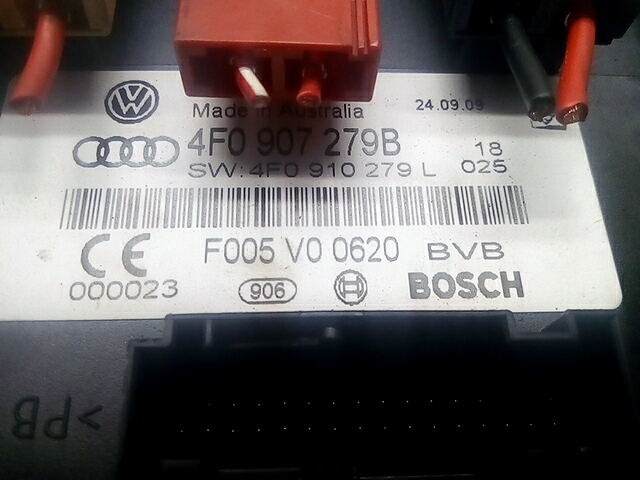 Made in Australia 24.09.09
4F0 907 279B 18
SW: 4F0 910 279 L 025
CE F005 V0 0620 BVB
000023 906 BOSCH
>PB<